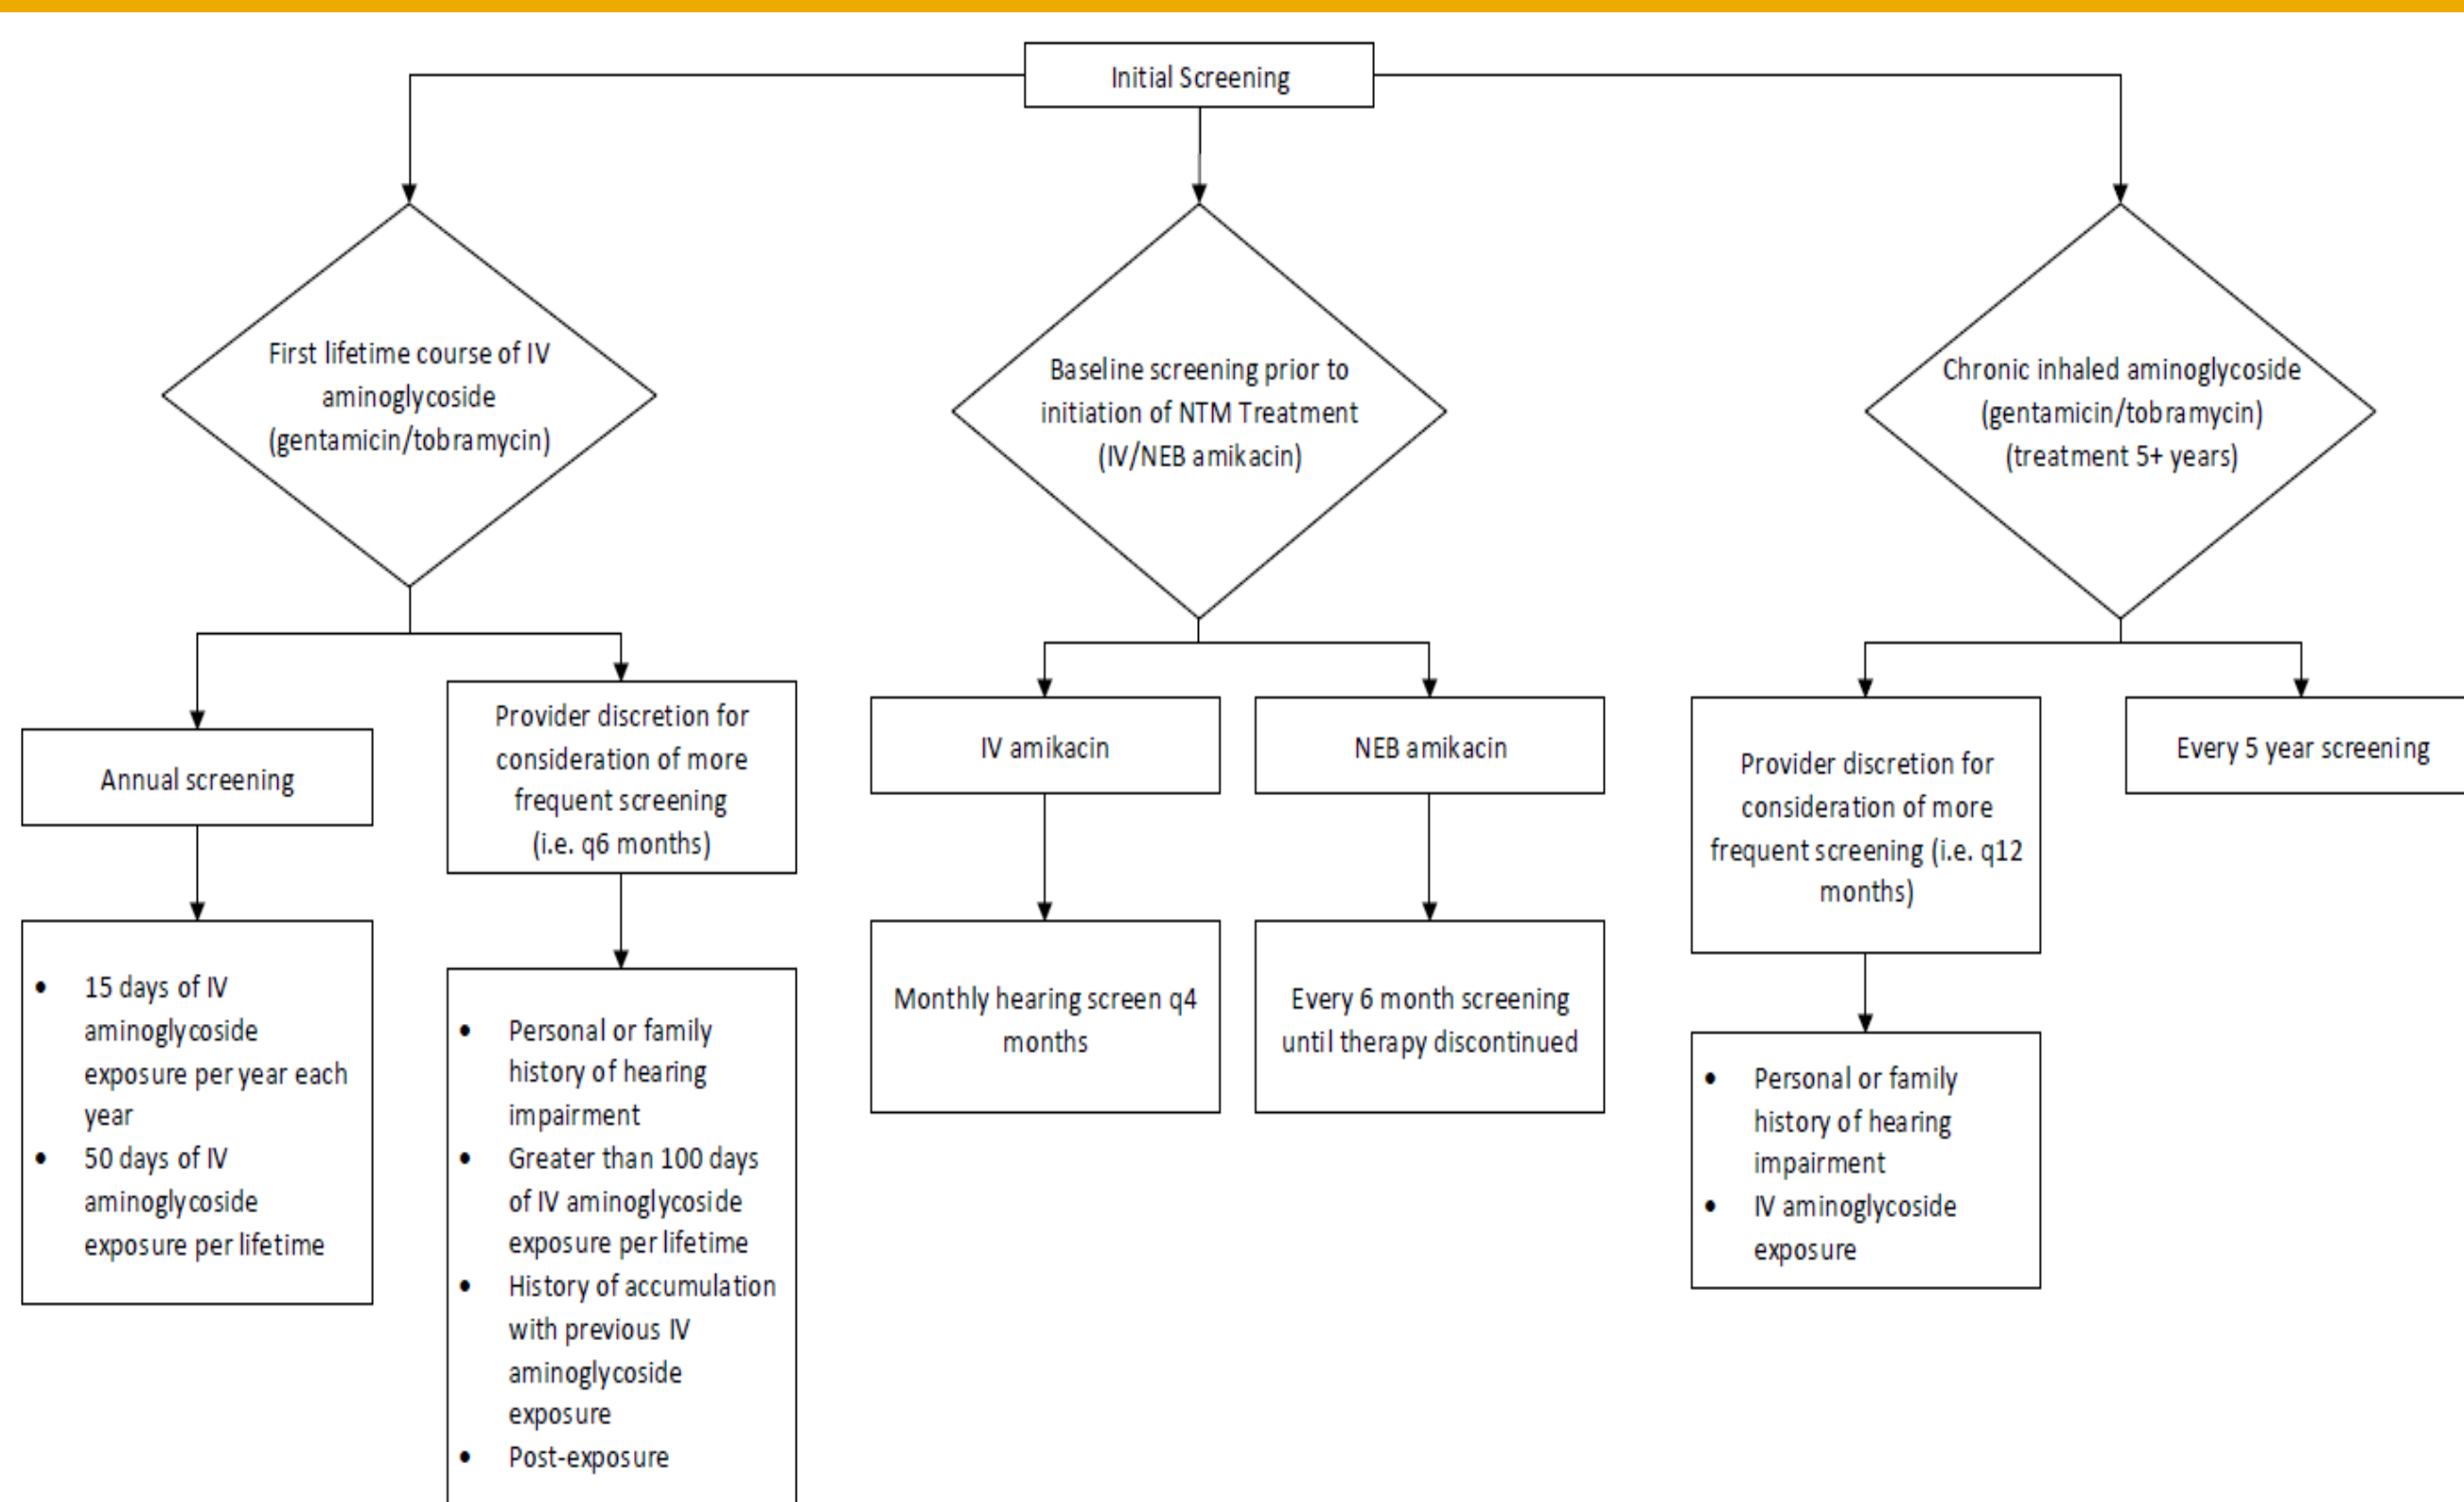 Initial Screening
First lifetime course of IV
aminoglycoside
(gentamicin/tobramycin)
Baseline screening prior to
initiation of NTM Treatment
(IV/NEB amikacin)
Chronic inhaled aminoglycoside
(gentamicin/tobramycin)
(treatment 5+ years)
Annual screening
Provider discretion for
consideration of more
frequent screening
(i.e. q6 months)
IV amikacin
NEB amikacin
Provider discretion for
consideration of more
frequent screening (i.e. q12
months)
Every 5 year screening
• 15 days of IV
aminoglycoside
exposure per year each
year
• 50 days of IV
aminoglycoside
exposure per lifetime
• Personal or family
history of hearing
impairment
• Greater than 100 days
of IV aminoglycoside
exposure per lifetime
• History of accumulation
with previous IV
aminoglycoside
exposure
• Post-exposure
Monthly hearing screen q4
months
Every 6 month screening
until therapy discontinued
• Personal or family
history of hearing
impairment
• IV aminoglycoside
exposure